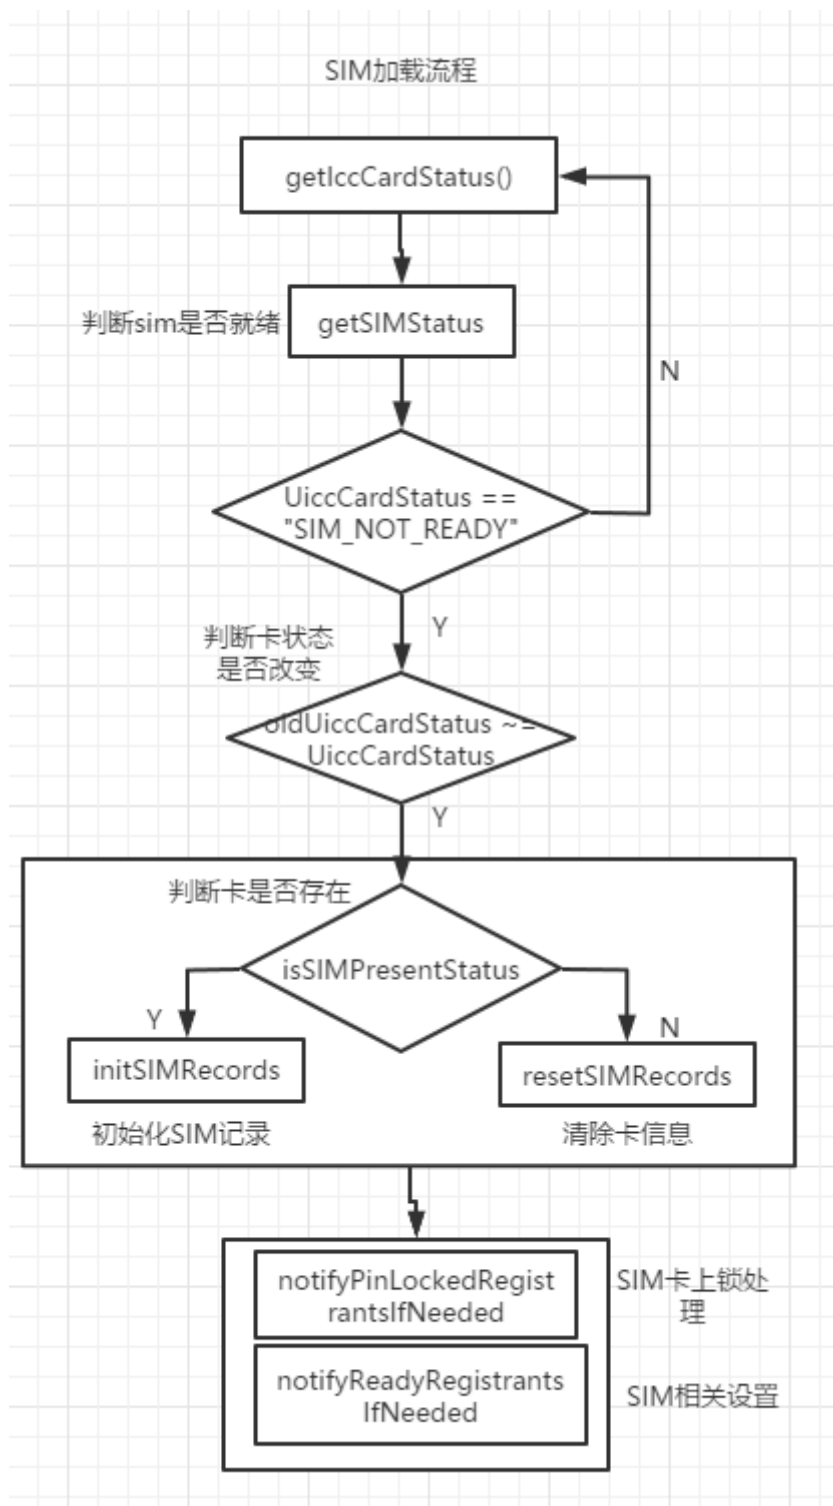 SIM加载流程
getIccCardStatus()
判断sim是否就绪
getSIMStatus
N
UiccCardStatus ==
"SIM_NOT_READY"
Y
判断卡状态
是否改变
oldUiccCardStatus ~=
UiccCardStatus
Y
判断卡是否存在
isSIMPresentStatus
Y
N
initSIMRecords
resetSIMRecords
初始化SIM记录
清除卡信息
notifyPinLockedRegist
rantsIfNeeded
SIM卡上锁处
理
notifyReadyRegistrants
IfNeeded
SIM相关设置